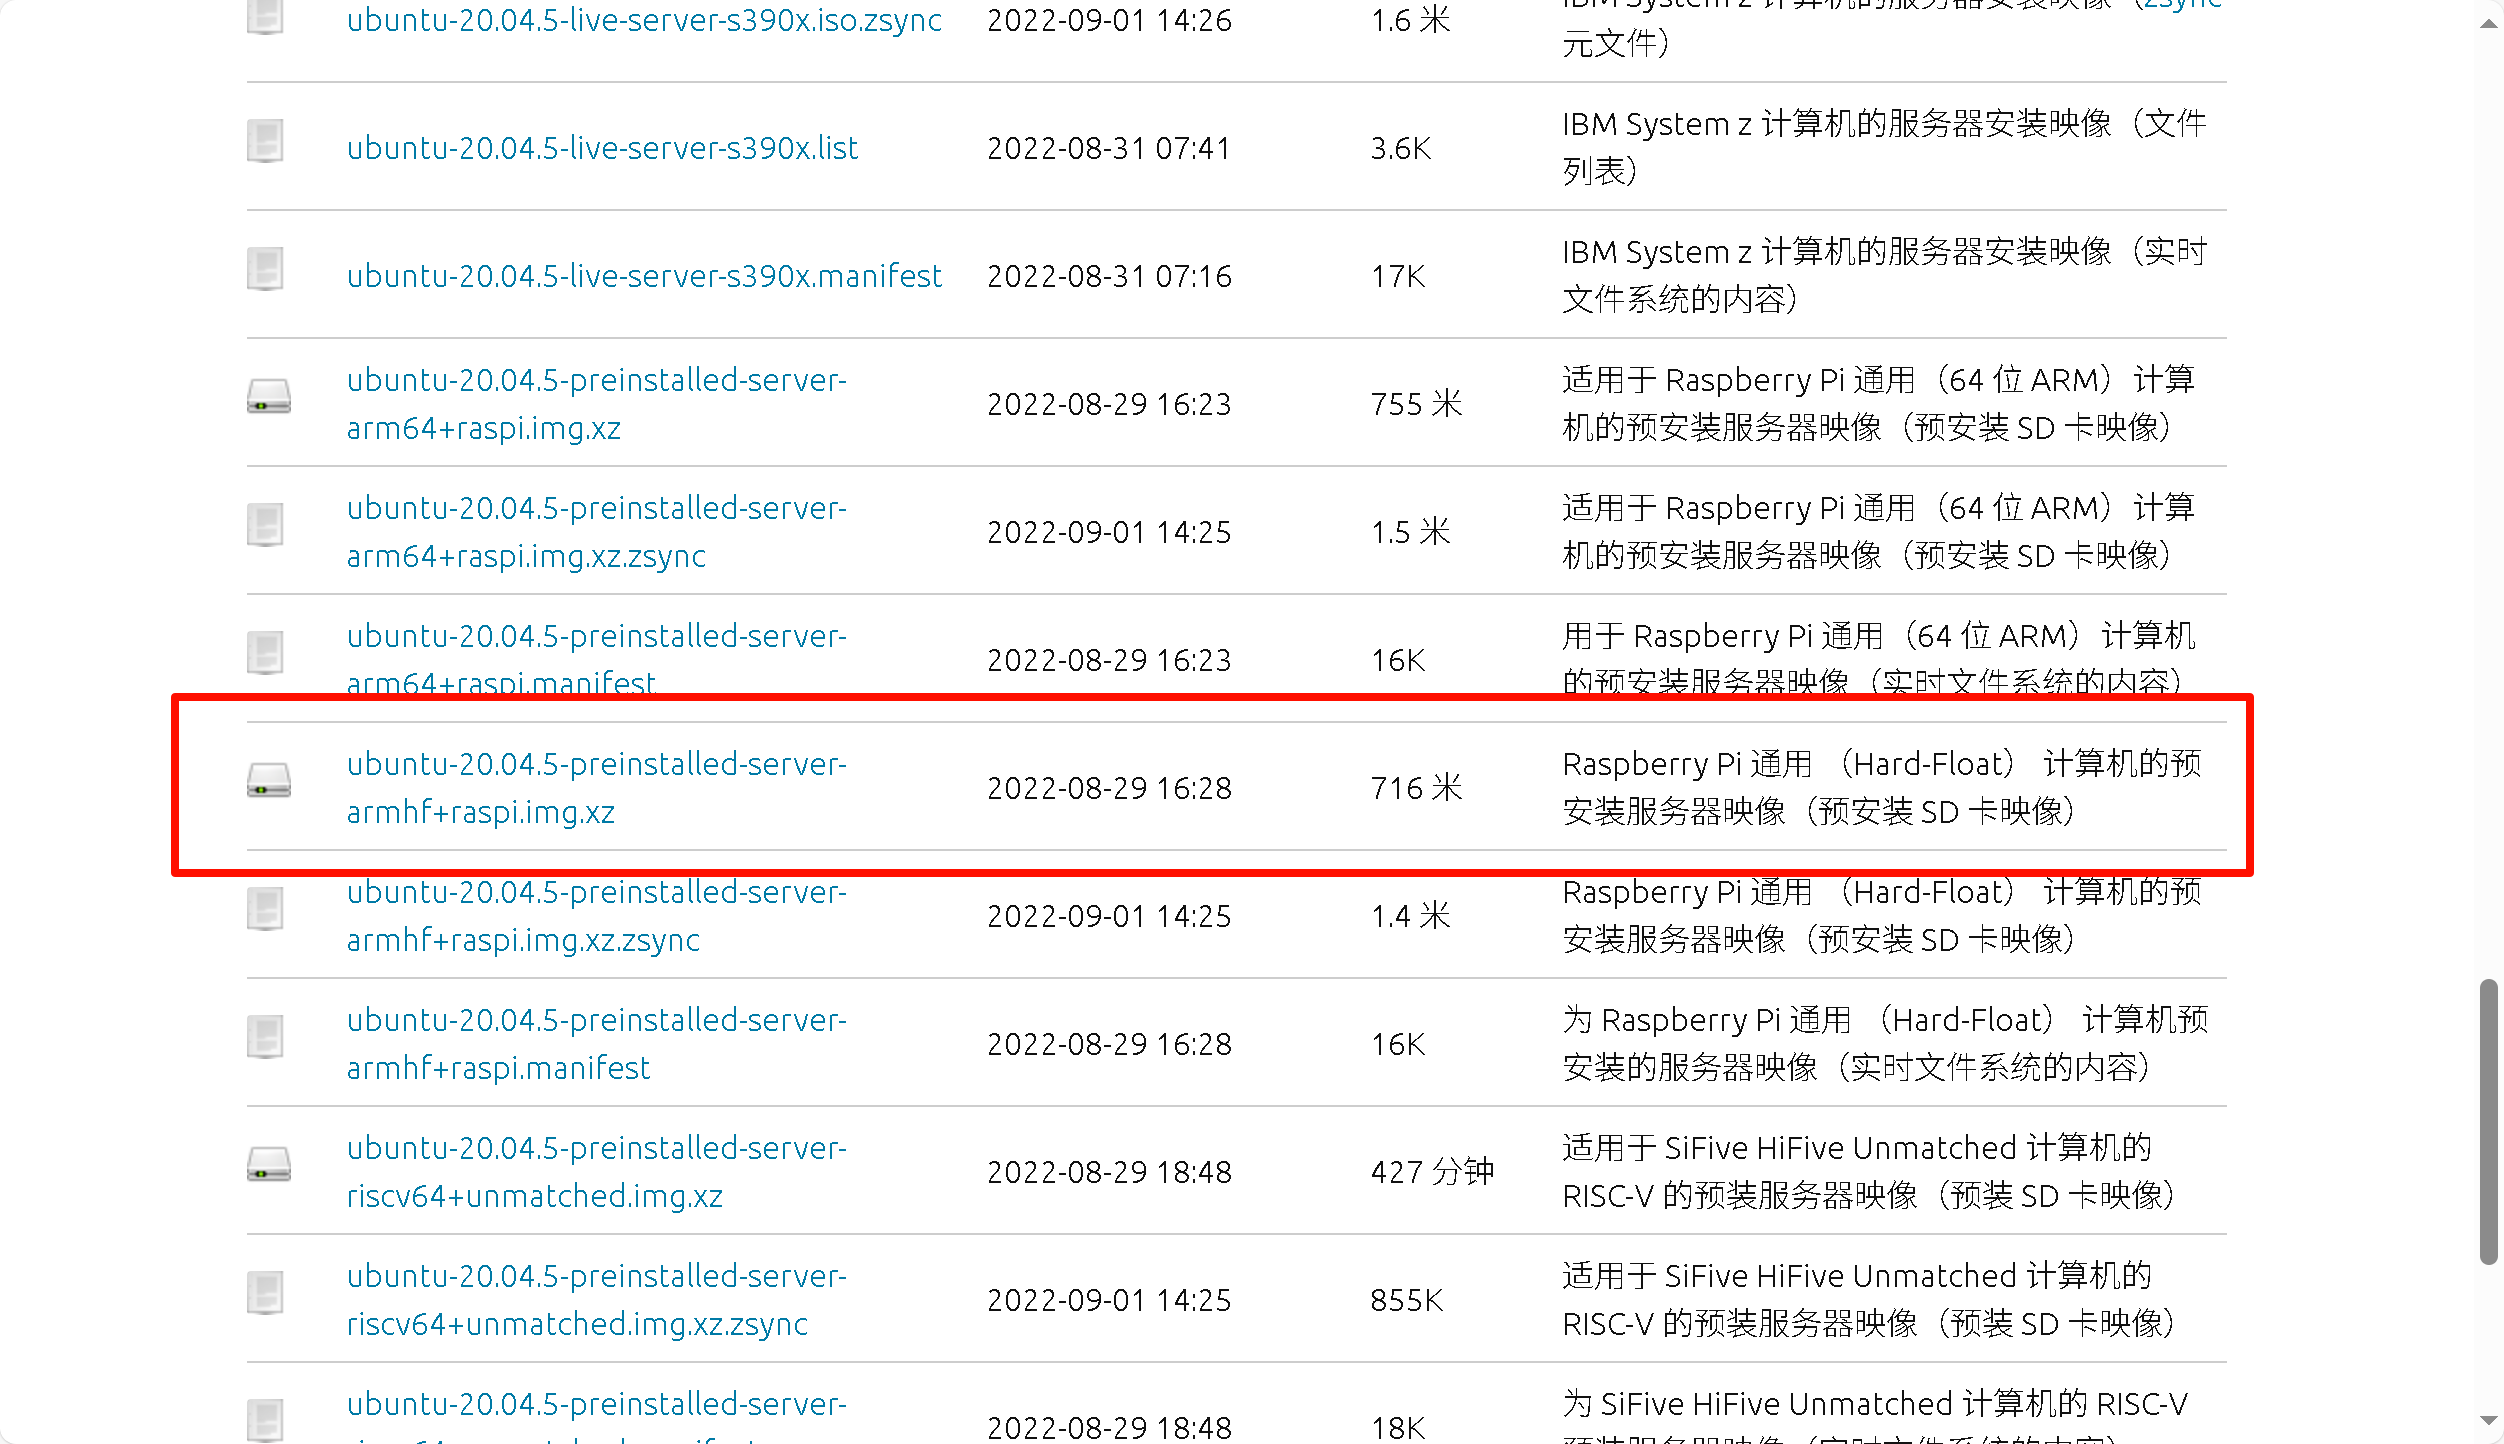 ubuntu-20.04.5-live-server-s390x.iso.zsync 2022-09-01 14:26 1.6 米 IBM System z 计算机的服务器安装映像（zsync
元文件）
ubuntu-20.04.5-live-server-s390x.list 2022-08-31 07:41 3.6K IBM System z 计算机的服务器安装映像（文件
列表）
ubuntu-20.04.5-live-server-s390x.manifest 2022-08-31 07:16 17K IBM System z 计算机的服务器安装映像（实时
文件系统的内容）
ubuntu-20.04.5-preinstalled-server-
arm64+raspi.img.xz 2022-08-29 16:23 755 米 适用于 Raspberry Pi 通用（64 位 ARM）计算
机的预安装服务器映像（预安装 SD 卡映像）
ubuntu-20.04.5-preinstalled-server-
arm64+raspi.img.xz.zsync 2022-09-01 14:25 1.5 米 适用于 Raspberry Pi 通用（64 位 ARM）计算
机的预安装服务器映像（预安装 SD 卡映像）
ubuntu-20.04.5-preinstalled-server-
arm64+raspi.manifest 2022-08-29 16:23 16K 用于 Raspberry Pi 通用（64 位 ARM）计算机
的预安装服务器映像（实时文件系统的内容）
ubuntu-20.04.5-preinstalled-server-
armhf+raspi.img.xz 2022-08-29 16:28 716 米 Raspberry Pi 通用 （Hard-Float） 计算机的预
安装服务器映像（预安装 SD 卡映像）
ubuntu-20.04.5-preinstalled-server-
armhf+raspi.img.xz.zsync 2022-09-01 14:25 1.4 米 Raspberry Pi 通用 （Hard-Float） 计算机的预
安装服务器映像（预安装 SD 卡映像）
ubuntu-20.04.5-preinstalled-server-
armhf+raspi.manifest 2022-08-29 16:28 16K 为 Raspberry Pi 通用 （Hard-Float） 计算机预
安装的服务器映像（实时文件系统的内容）
ubuntu-20.04.5-preinstalled-server-
riscv64+unmatched.img.xz 2022-08-29 18:48 427 分钟 适用于 SiFive HiFive Unmatched 计算机的
RISC-V 的预装服务器映像（预装 SD 卡映像）
ubuntu-20.04.5-preinstalled-server-
riscv64+unmatched.img.xz.zsync 2022-09-01 14:25 855K 适用于 SiFive HiFive Unmatched 计算机的
RISC-V 的预装服务器映像（预装 SD 卡映像）
ubuntu-20.04.5-preinstalled-server-
2022-08-29 18:48 18K 为 SiFive HiFive Unmatched 计算机的 RISC-V